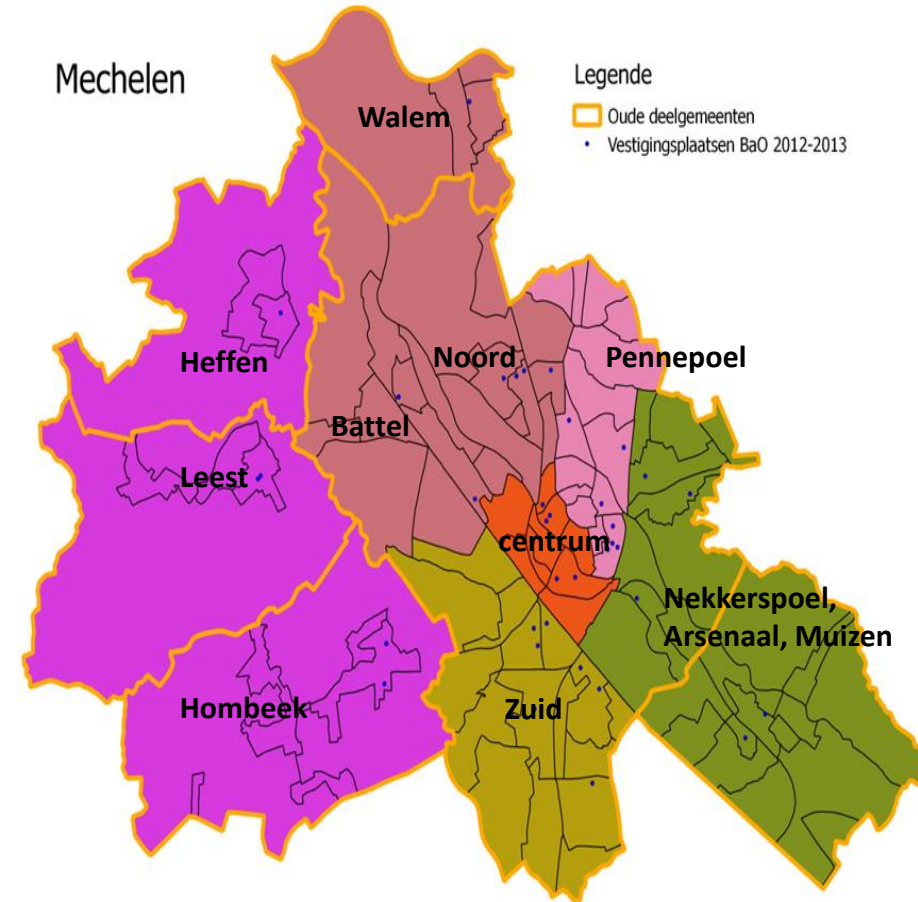 Mechelen
Legende
Oude deelgemeenten
Vestigingsplaatsen BaO 2012-2013
Walem
Heffen
Noord
Pennepoel
Battel
Leest
centrum
Nekkerspoel,
Arsenaal, Muizen
Hombeek
Zuid